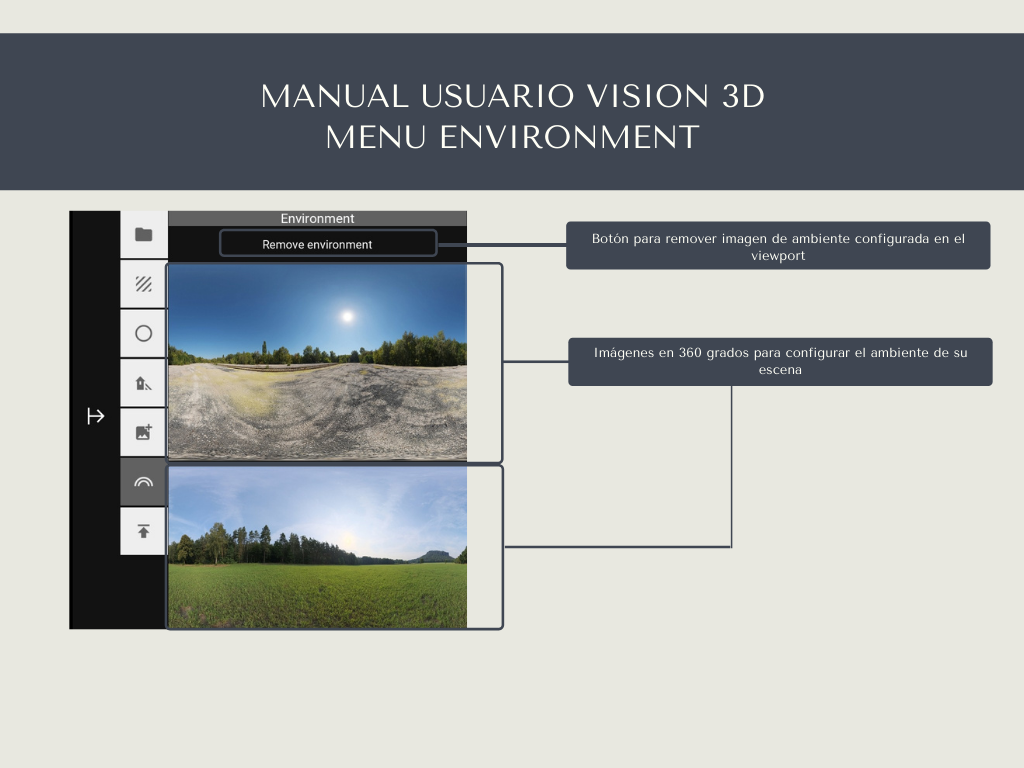 MANUAL USUARIO VISION 3D
MENU ENVIRONMENT
Environment
Remove environment
Botón para remover imagen de ambiente configurada en el
viewport
Imágenes en 360 grados para configurar el ambiente de su
escena